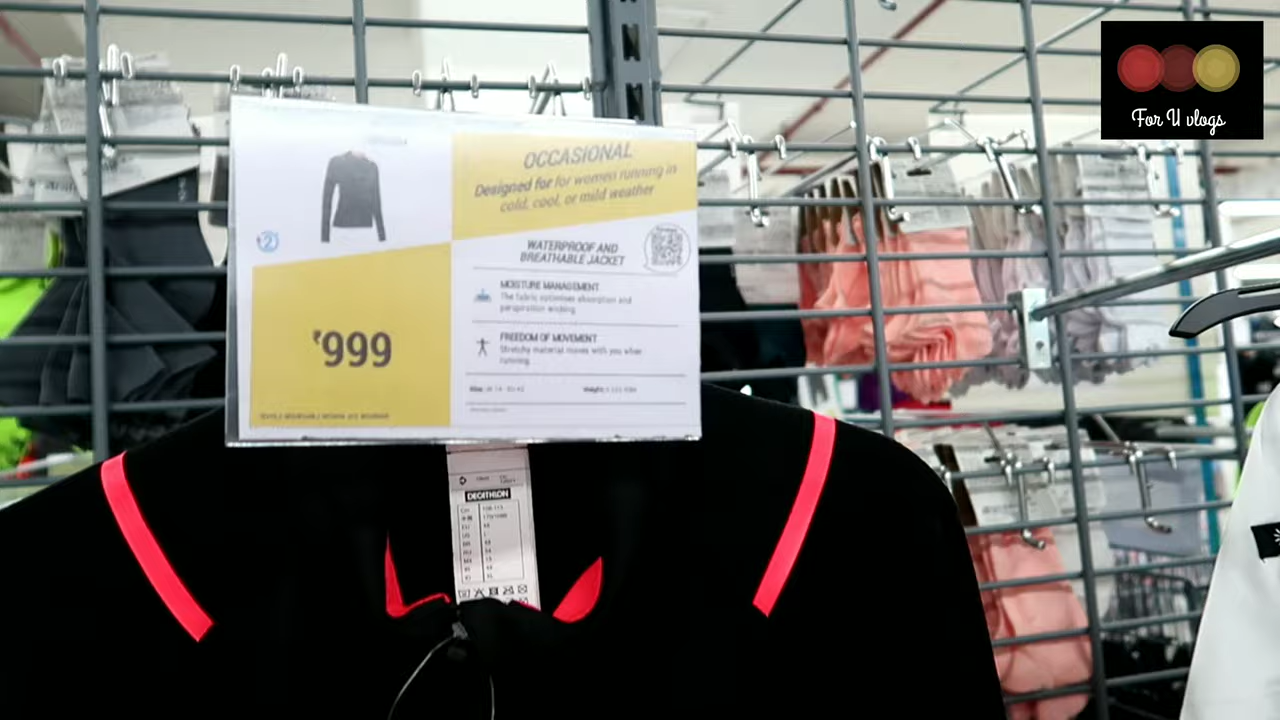 For U vlogs
OCCASIONAL
Designed for for women running in
cold, cool, or mild weather
WATERPROOF AND
BREATHABLE JACKET
MOISTURE MANAGEMENT
The fabric optimises absorption and
perspiration wicking.
FREEDOM OF MOVEMENT
Stretchy material moves with you when
running.
₹999
DECATHLON